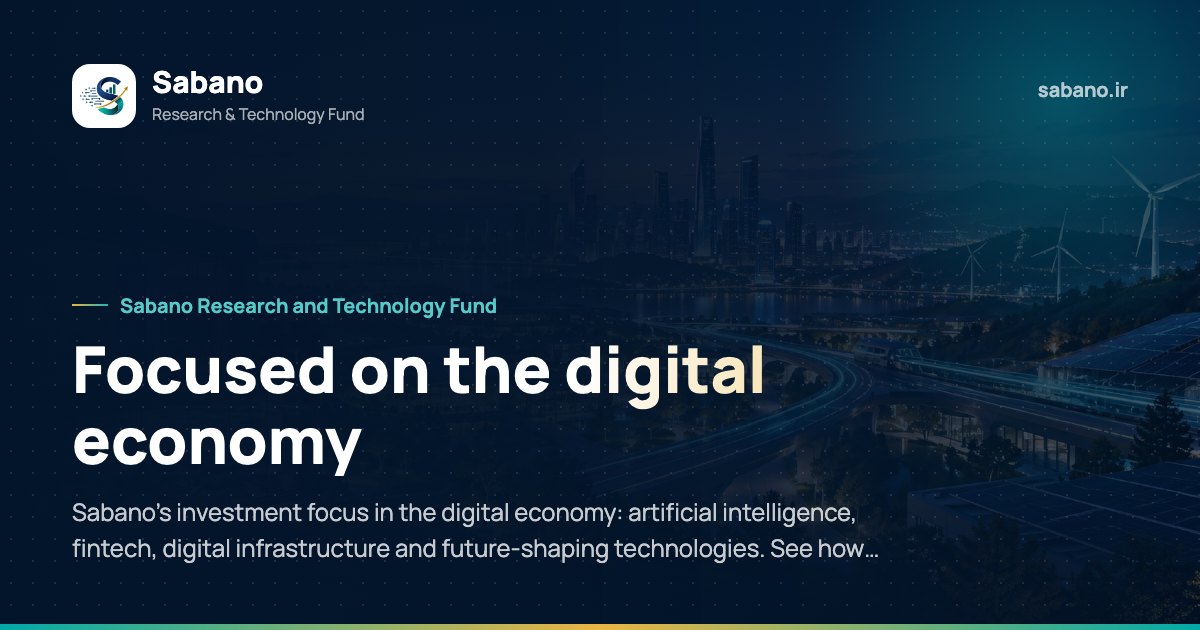 Sabano
Research & Technology Fund
sabano.ir
Sabano Research and Technology Fund
Focused on the digital
economy
Sabano's investment focus in the digital economy: artificial intelligence,
fintech, digital infrastructure and future-shaping technologies. See how...